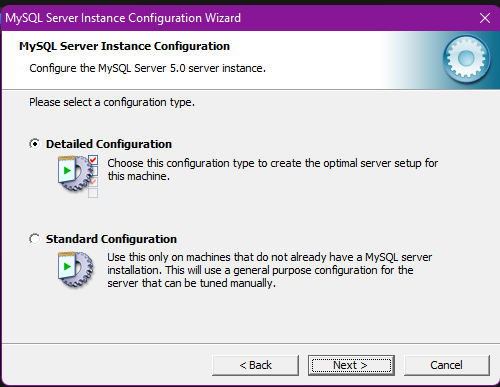 MySQL Server Instance Configuration Wizard
MySQL Server Instance Configuration
Configure the MySQL Server 5.0 server instance.
Please select a configuration type.
Detailed Configuration
Choose this configuration type to create the optimal server setup for
this machine.
Standard Configuration
Use this only on machines that do not already have a MySQL server
installation. This will use a general purpose configuration for the
server that can be tuned manually.
< Back
Next >
Cancel